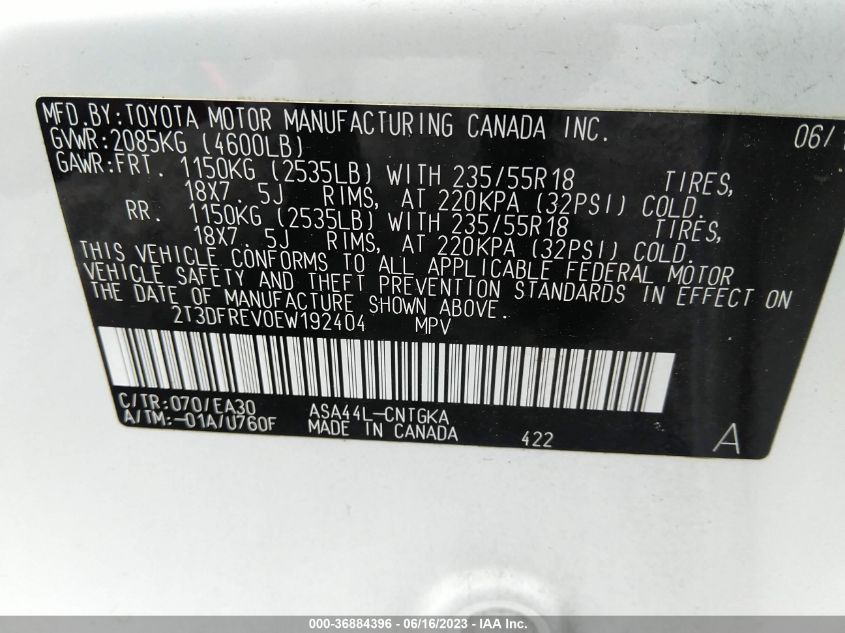 MFD.BY:TOYOTA MOTOR MANUFACTURING CANADA INC. 06/1
GVWR:2085KG (4600LB)
GAWR:FRT. 1150KG (2535LB) WITH 235/55R18 TIRES,
18X7.5J RIMS, AT 220KPA (32PSI) COLD.
RR. 1150KG (2535LB) WITH 235/55R18 TIRES,
18X7.5J RIMS, AT 220KPA (32PSI) COLD.
THIS VEHICLE CONFORMS TO ALL APPLICABLE FEDERAL MOTOR
VEHICLE SAFETY AND THEFT PREVENTION STANDARDS IN EFFECT ON
THE DATE OF MANUFACTURE SHOWN ABOVE.
2T3DFREV0EW192404 MPV
C/TR:070/EA30 ASA44L-CNTGKA
A/TM:-01A/U760F MADE IN CANADA 422 A
000-36884396 - 06/16/2023 - IAA Inc.